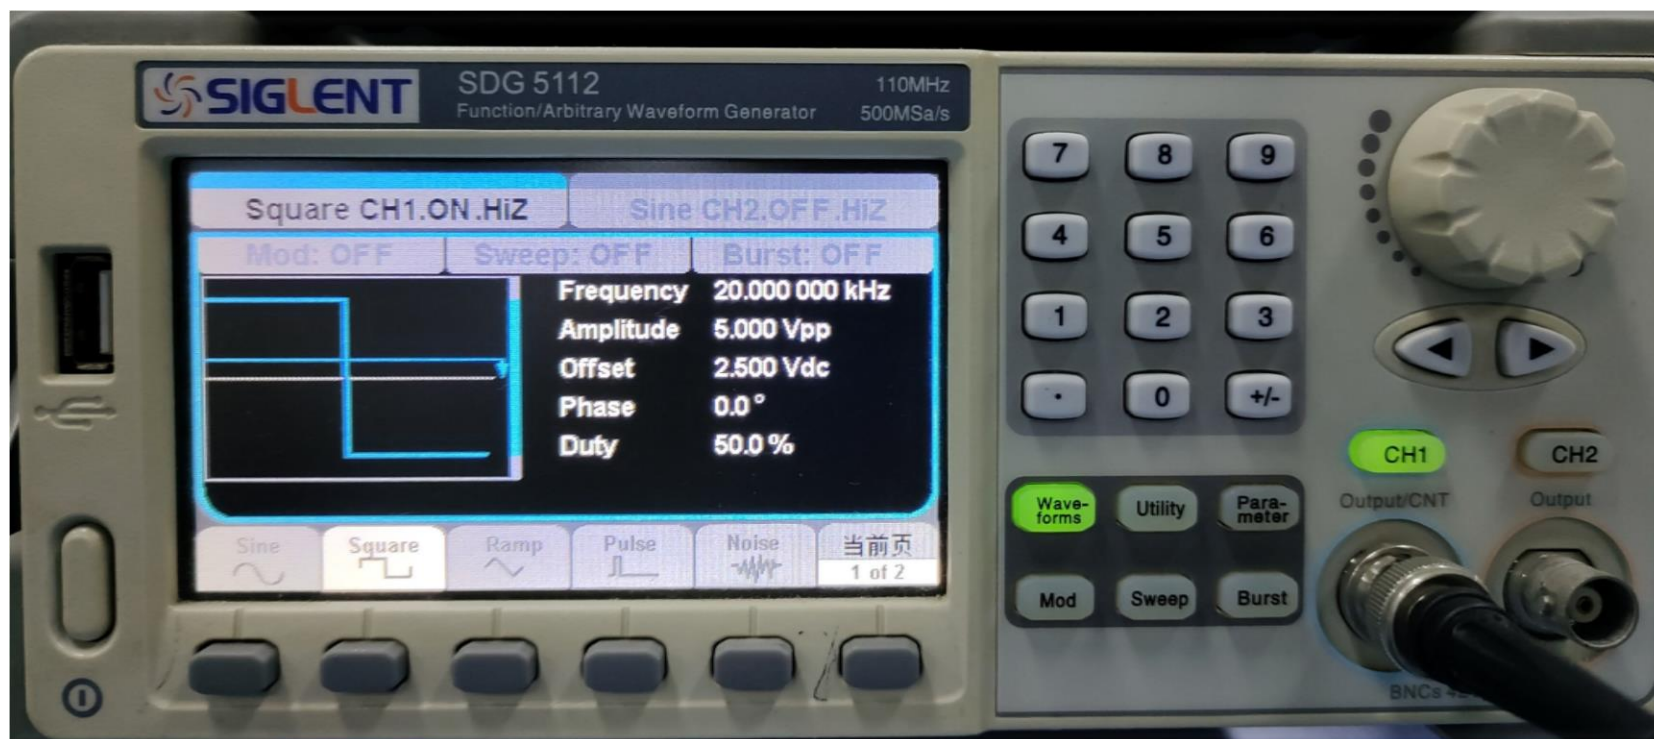 SIGLENT
SDG 5112
110MHz
Function/Arbitrary Waveform Generator
500MSa/s
Square CH1.ON.HiZ
Sine CH2.OFF.HiZ
Mod: OFF
Sweep: OFF
Burst: OFF
Frequency 20.000 000 kHz
Amplitude 5.000 Vpp
Offset 2.500 Vdc
Phase 0.0°
Duty 50.0%
Sine
Square
Ramp
Pulse
Noise
当前页
1 of 2
7
8
9
4
5
6
1
2
3
.
0
+/-
Wave-
forms
Utility
Para-
meter
Mod
Sweep
Burst
CH1
CH2
Output/CNT
Output
BNCs